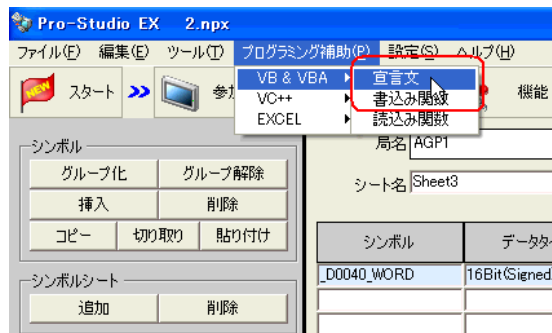 Pro-Studio EX 2.npx
ファイル(F) 編集(E) ツール(T) プログラミング補助(P) 設定(S) ヘルプ(H)
VB & VBA 宣言文
VC++ 書込み関数
EXCEL 読込み関数
NEW スタート 機能
シンボル
グループ化 グループ解除
挿入 削除
コピー 切り取り 貼り付け
シンボルシート
追加 削除
局名 AGP1
シート名 Sheet3
シンボル データタ
_D0040_WORD 16Bit(Signed